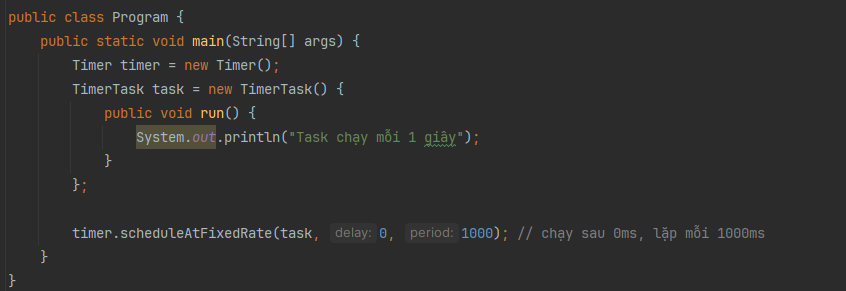 public class Program {
public static void main(String[] args) {
Timer timer = new Timer();
TimerTask task = new TimerTask() {
public void run() {
System.out.println("Task chạy mỗi 1 giây");
}
};
timer.scheduleAtFixedRate(task, delay: 0, period: 1000); // chạy sau 0ms, lặp mỗi 1000ms
}
}